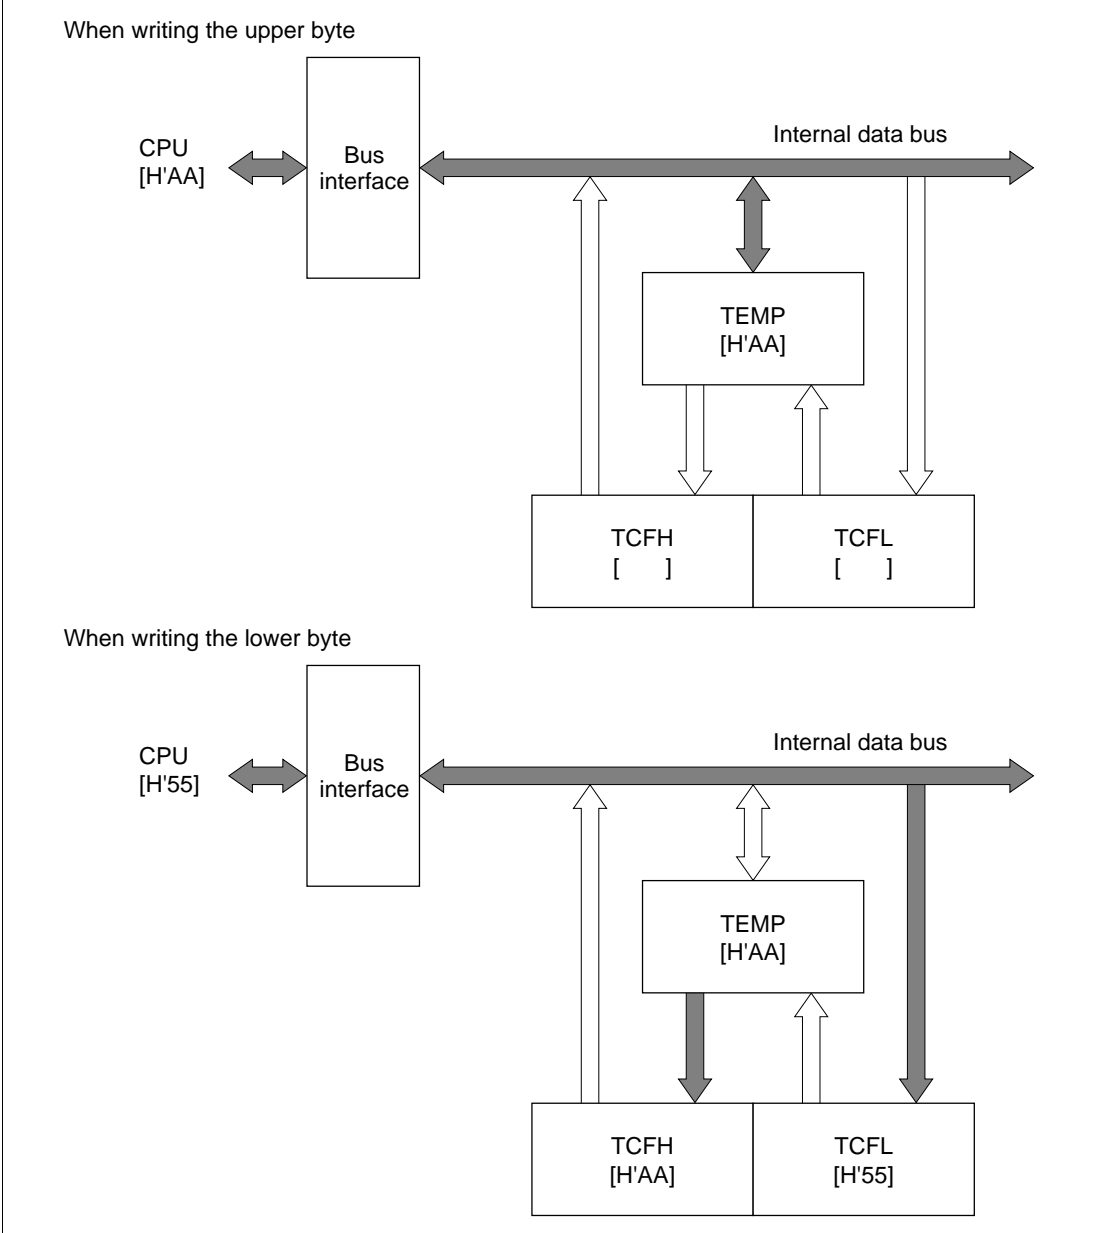 When writing the upper byte
Internal data bus
CPU
[H'AA]
Bus
interface
TEMP
[H'AA]
TCFH
[ ]
TCFL
[ ]
When writing the lower byte
Internal data bus
CPU
[H'55]
Bus
interface
TEMP
[H'AA]
TCFH
[H'AA]
TCFL
[H'55]